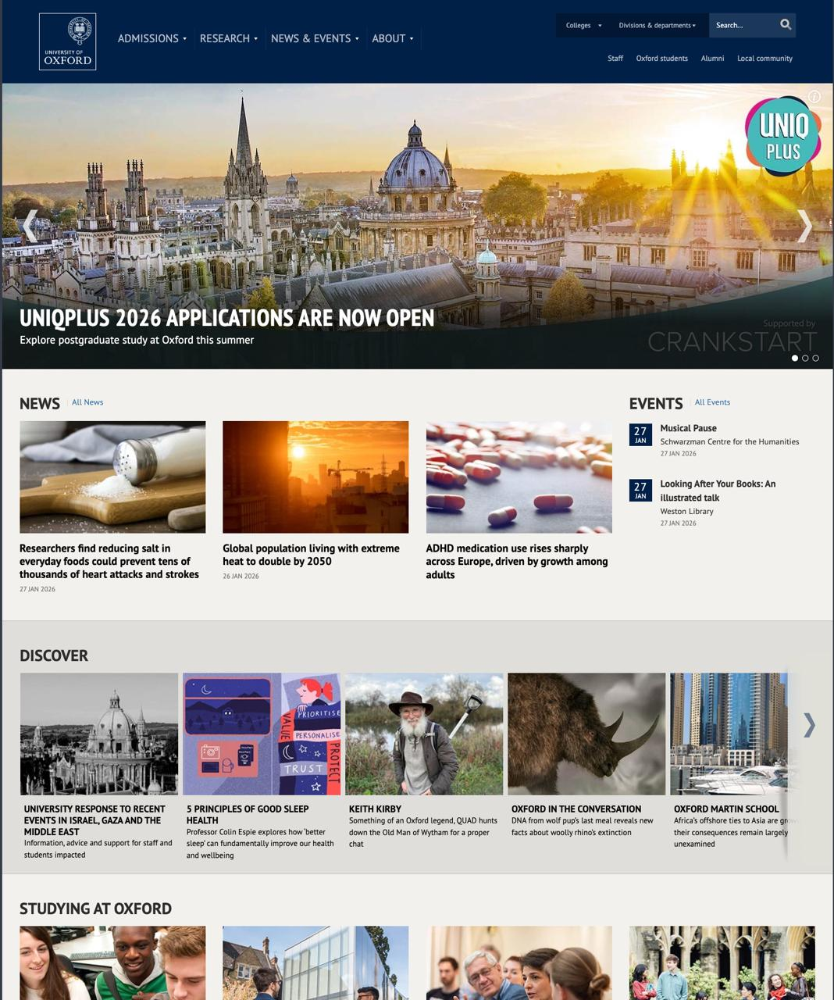 UNIVERSITY OF
OXFORD
ADMISSIONS
RESEARCH
NEWS & EVENTS
ABOUT
Colleges
Divisions & departments
Search...
Staff
Oxford students
Alumni
Local community
i
UNIQ
PLUS
UNIQPLUS 2026 APPLICATIONS ARE NOW OPEN
Explore postgraduate study at Oxford this summer
Supported by
CRANKSTART
NEWS
All News
Researchers find reducing salt in
everyday foods could prevent tens of
thousands of heart attacks and strokes
27 JAN 2026
Global population living with extreme
heat to double by 2050
26 JAN 2026
ADHD medication use rises sharply
across Europe, driven by growth among
adults
EVENTS
All Events
27
JAN
Musical Pause
Schwarzman Centre for the Humanities
27 JAN 2026
27
JAN
Looking After Your Books: An
illustrated talk
Weston Library
27 JAN 2026
DISCOVER
VALUE
PRIORITISE
PERSONALISE
TRUST
PROTECT
UNIVERSITY RESPONSE TO RECENT
EVENTS IN ISRAEL, GAZA AND THE
MIDDLE EAST
Information, advice and support for staff and
students impacted
5 PRINCIPLES OF GOOD SLEEP
HEALTH
Professor Colin Espie explores how 'better
sleep' can fundamentally improve our health
and wellbeing
KEITH KIRBY
Something of an Oxford legend, QUAD hunts
down the Old Man of Wytham for a proper
chat
OXFORD IN THE CONVERSATION
DNA from wolf pup's last meal reveals new
facts about woolly rhino's extinction
OXFORD MARTIN SCHOOL
Africa's offshore ties to Asia are
their consequences remain largely
unexamined
STUDYING AT OXFORD